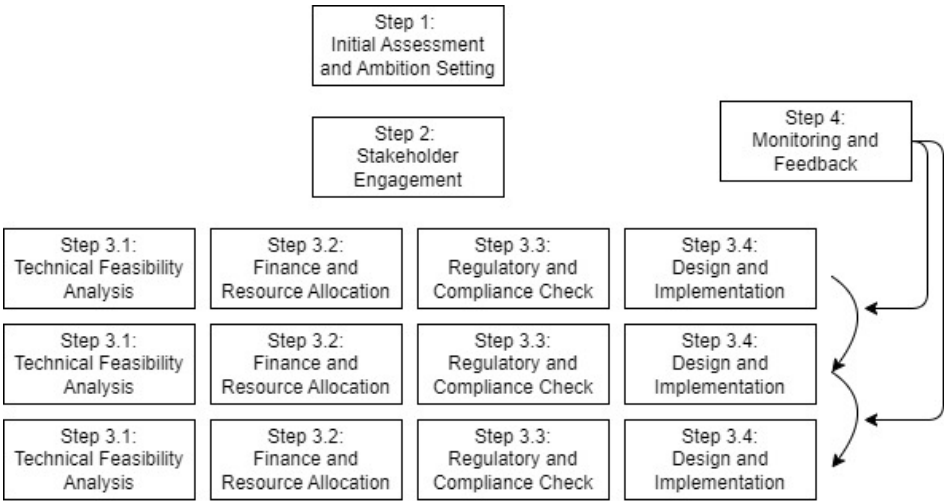 Step 1:
Initial Assessment
and Ambition Setting
Step 2:
Stakeholder
Engagement
Step 4:
Monitoring and
Feedback
Step 3.1:
Technical Feasibility
Analysis
Step 3.2:
Finance and
Resource Allocation
Step 3.3:
Regulatory and
Compliance Check
Step 3.4:
Design and
Implementation
Step 3.1:
Technical Feasibility
Analysis
Step 3.2:
Finance and
Resource Allocation
Step 3.3:
Regulatory and
Compliance Check
Step 3.4:
Design and
Implementation
Step 3.1:
Technical Feasibility
Analysis
Step 3.2:
Finance and
Resource Allocation
Step 3.3:
Regulatory and
Compliance Check
Step 3.4:
Design and
Implementation